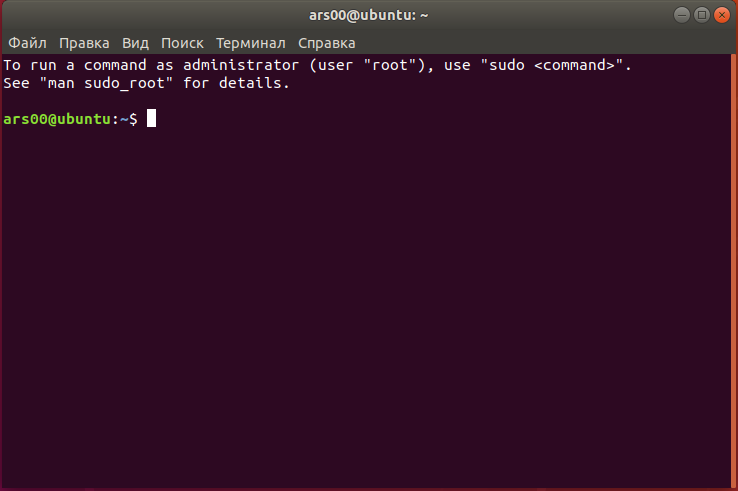 ars00@ubuntu: ~
Файл Правка Вид Поиск Терминал Справка
To run a command as administrator (user "root"), use "sudo <command>".
See "man sudo_root" for details.
ars00@ubuntu:~$